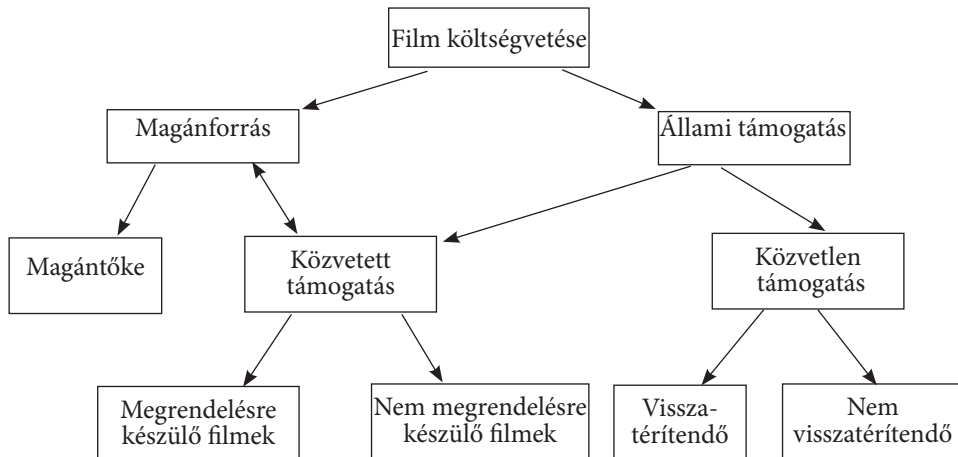 Film költségvetése
Magánforrás
Állami támogatás
Magántőke
Közvetett
támogatás
Közvetlen
támogatás
Megrendelésre
készülő filmek
Nem megrendelésre
készülő filmek
Vissza-
térítendő
Nem
visszatérítendő